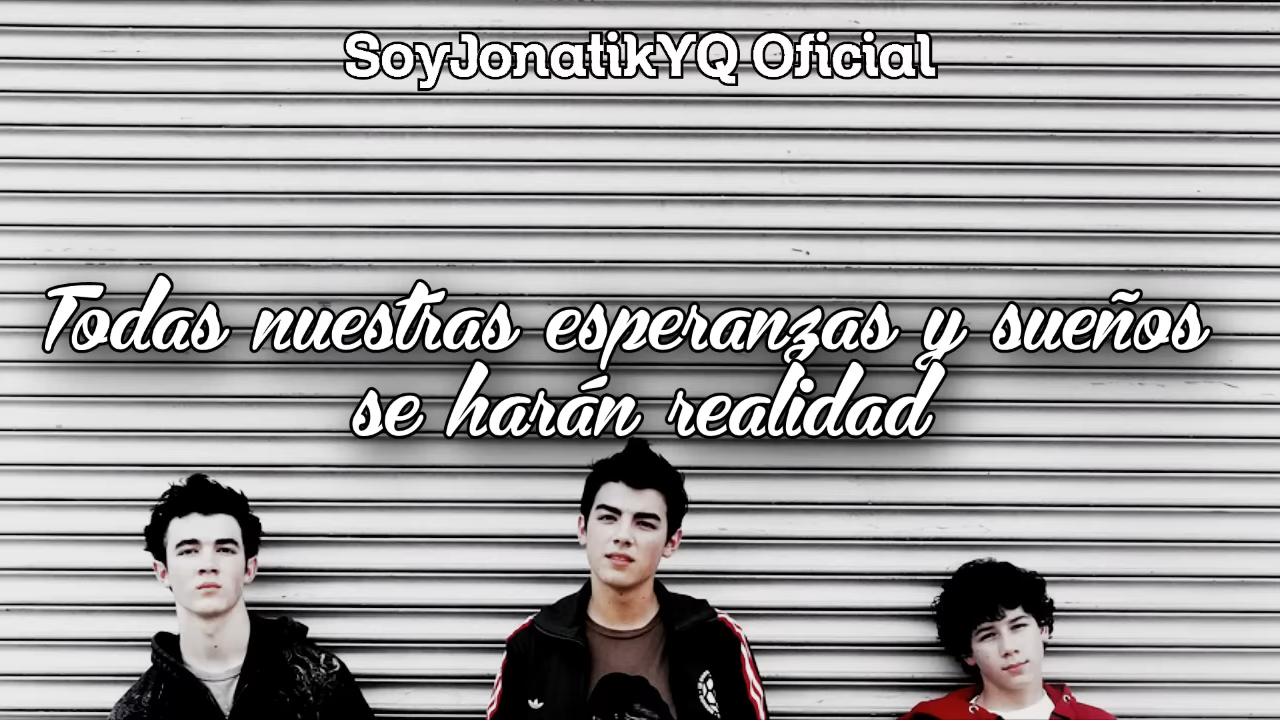 SoyJonatikYQ Oficial
Todas nuestras esperanzas y sueños
se harán realidad